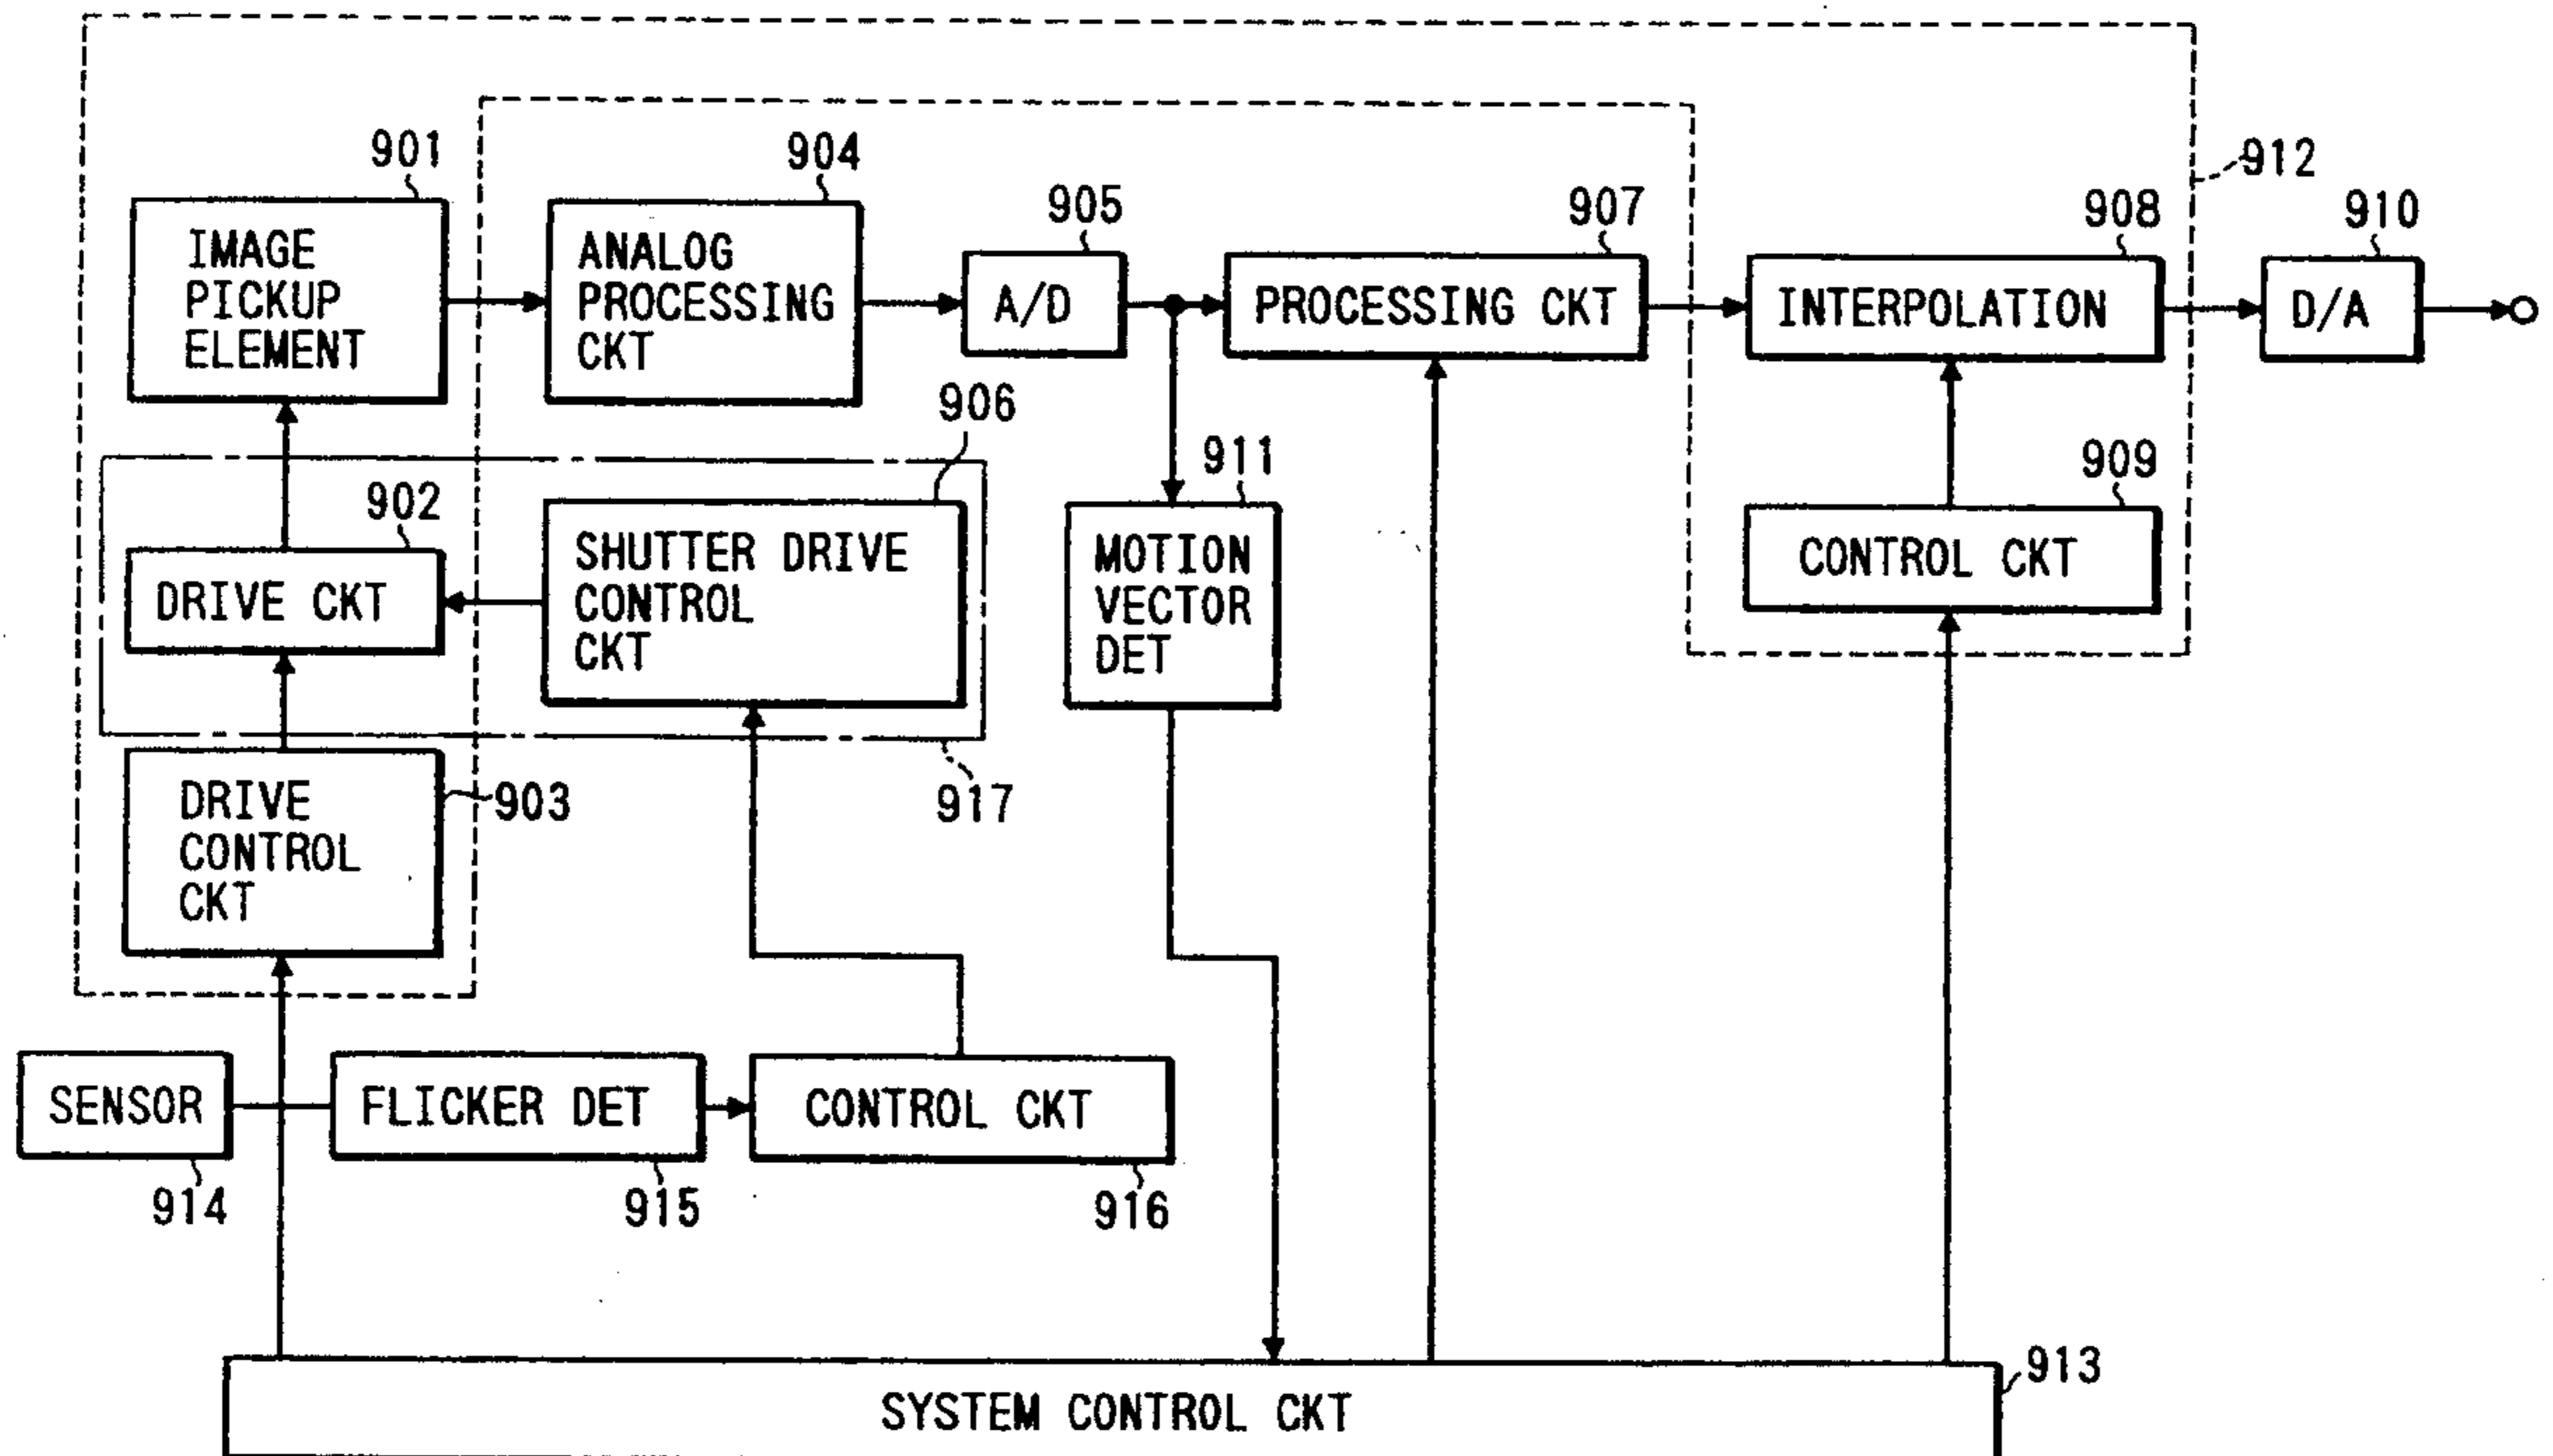 901
904
905
907
908
912
910
IMAGE
PICKUP
ELEMENT
ANALOG
PROCESSING
CKT
A/D
PROCESSING CKT
INTERPOLATION
D/A
906
911
909
902
DRIVE CKT
SHUTTER DRIVE
CONTROL
CKT
MOTION
VECTOR
DET
CONTROL CKT
903
917
DRIVE
CONTROL
CKT
SENSOR
FLICKER DET
CONTROL CKT
914
915
916
913
SYSTEM CONTROL CKT